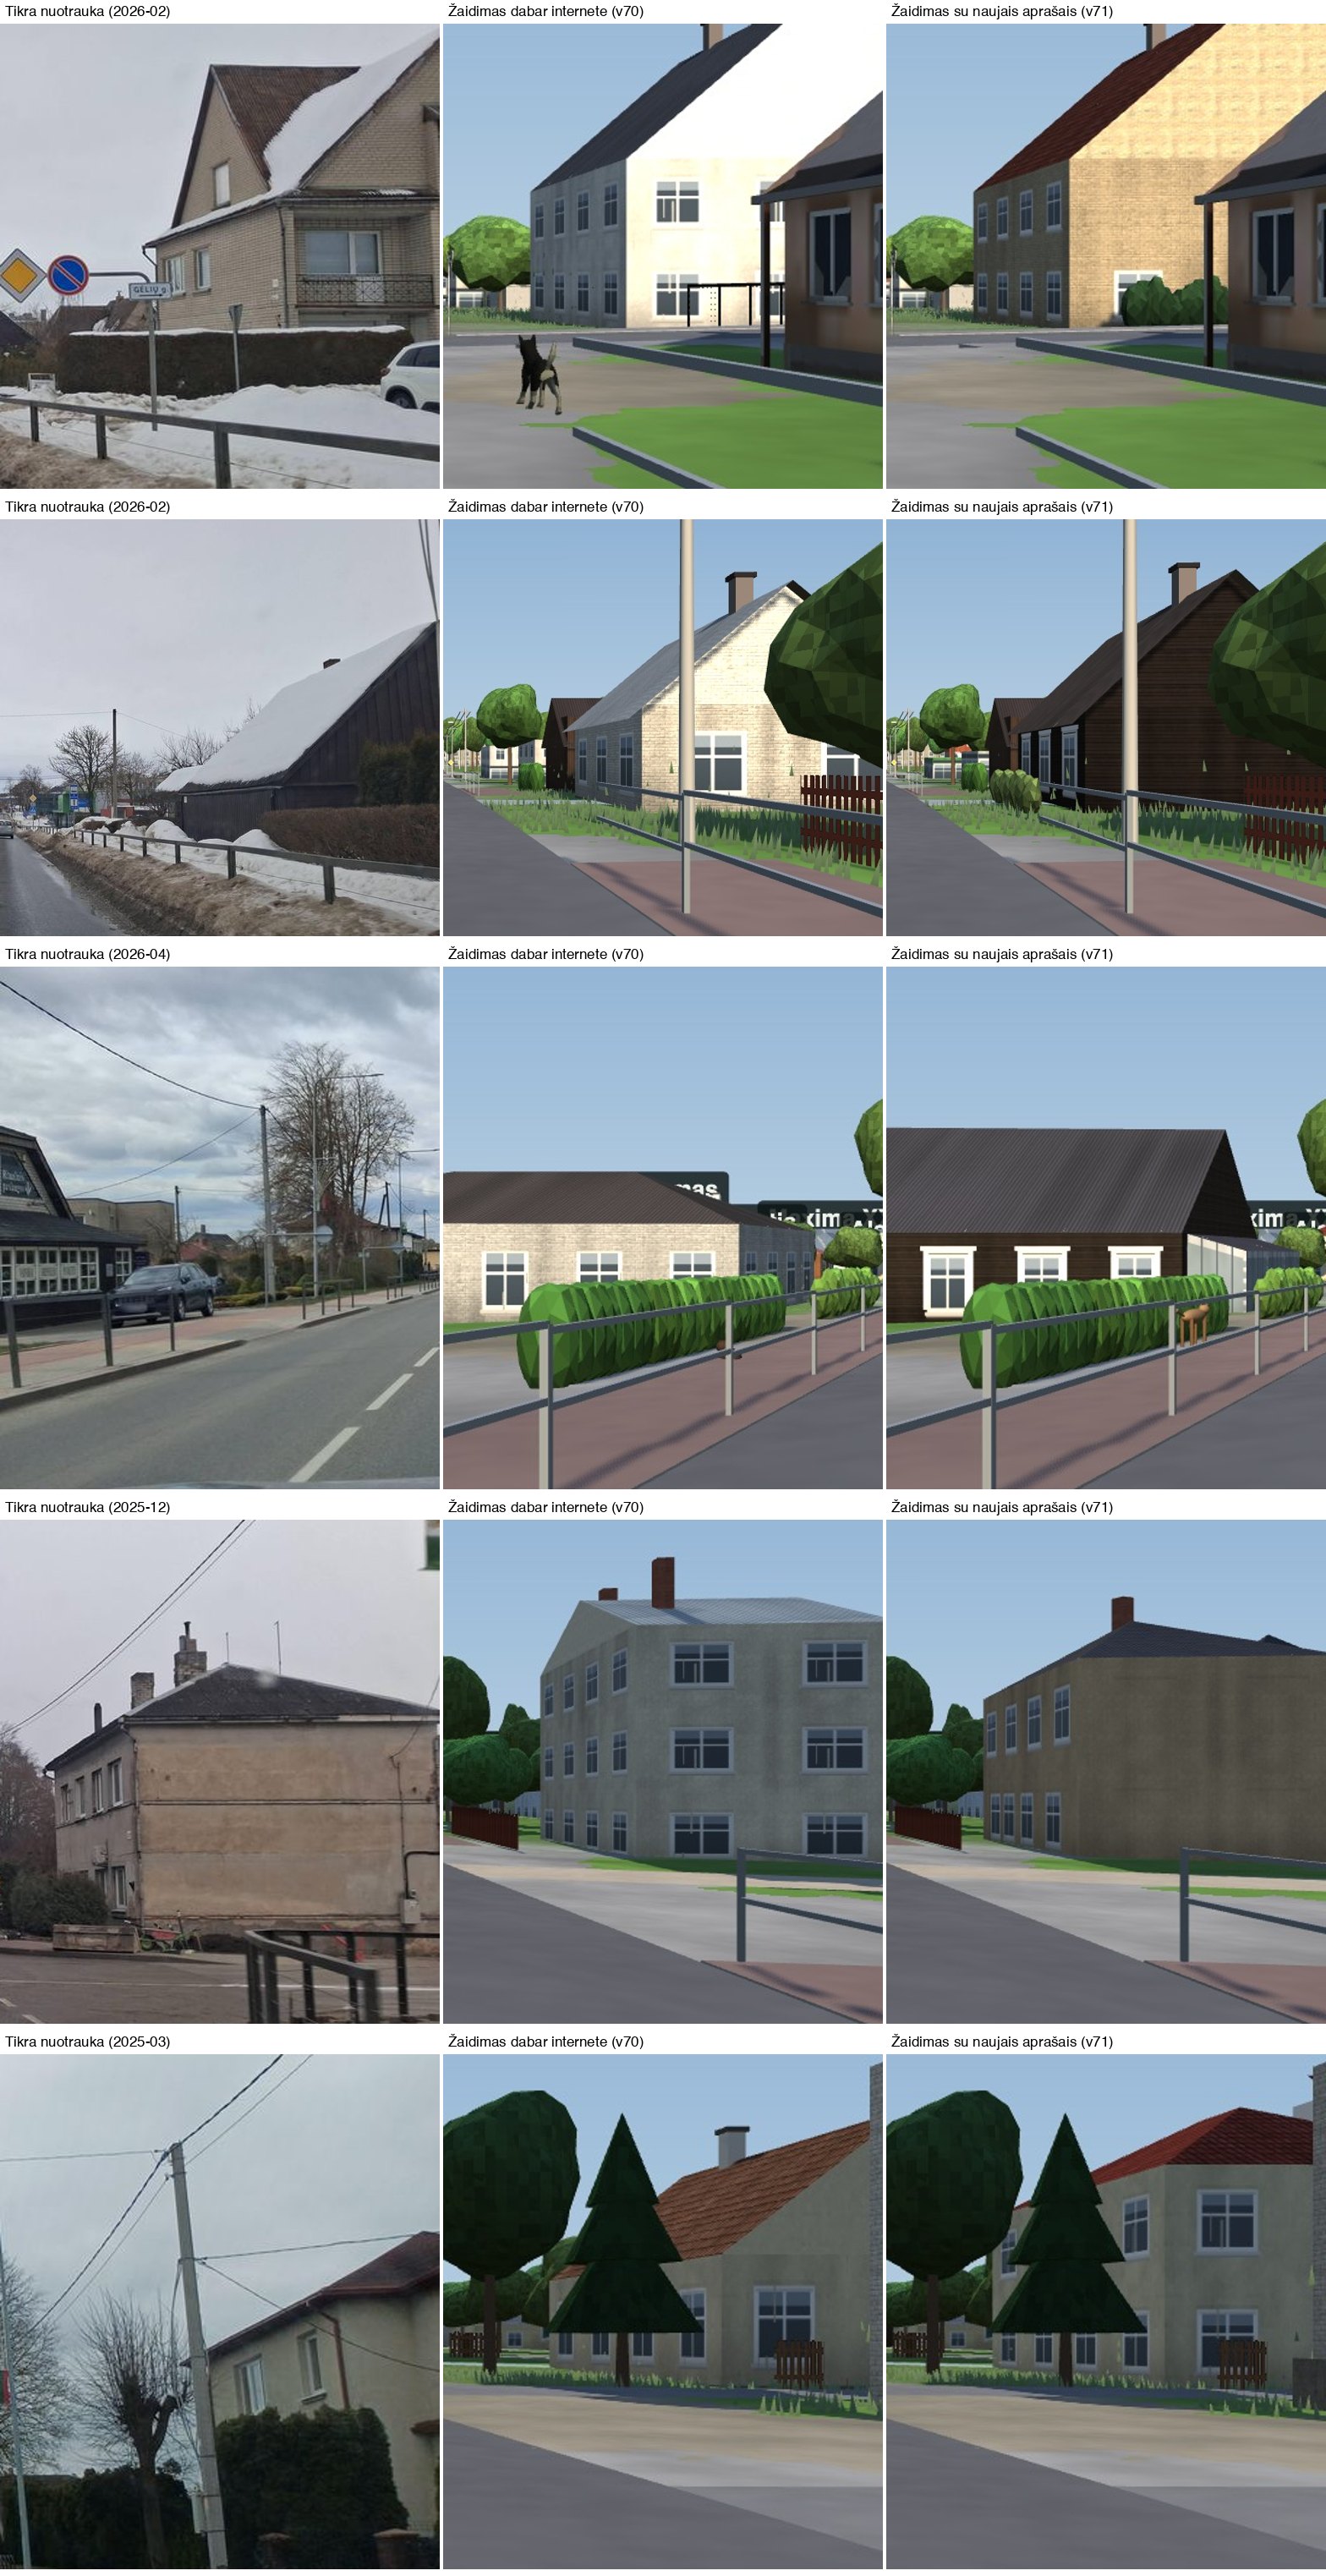 Tikra nuotrauka (2026-02)
Žaidimas dabar internete (v70)
Žaidimas su naujais aprašais (v71)
GĖLIŲ g.
Tikra nuotrauka (2026-02)
Žaidimas dabar internete (v70)
Žaidimas su naujais aprašais (v71)
Tikra nuotrauka (2026-04)
Žaidimas dabar internete (v70)
Žaidimas su naujais aprašais (v71)
Tikra nuotrauka (2025-12)
Žaidimas dabar internete (v70)
Žaidimas su naujais aprašais (v71)
Tikra nuotrauka (2025-03)
Žaidimas dabar internete (v70)
Žaidimas su naujais aprašais (v71)